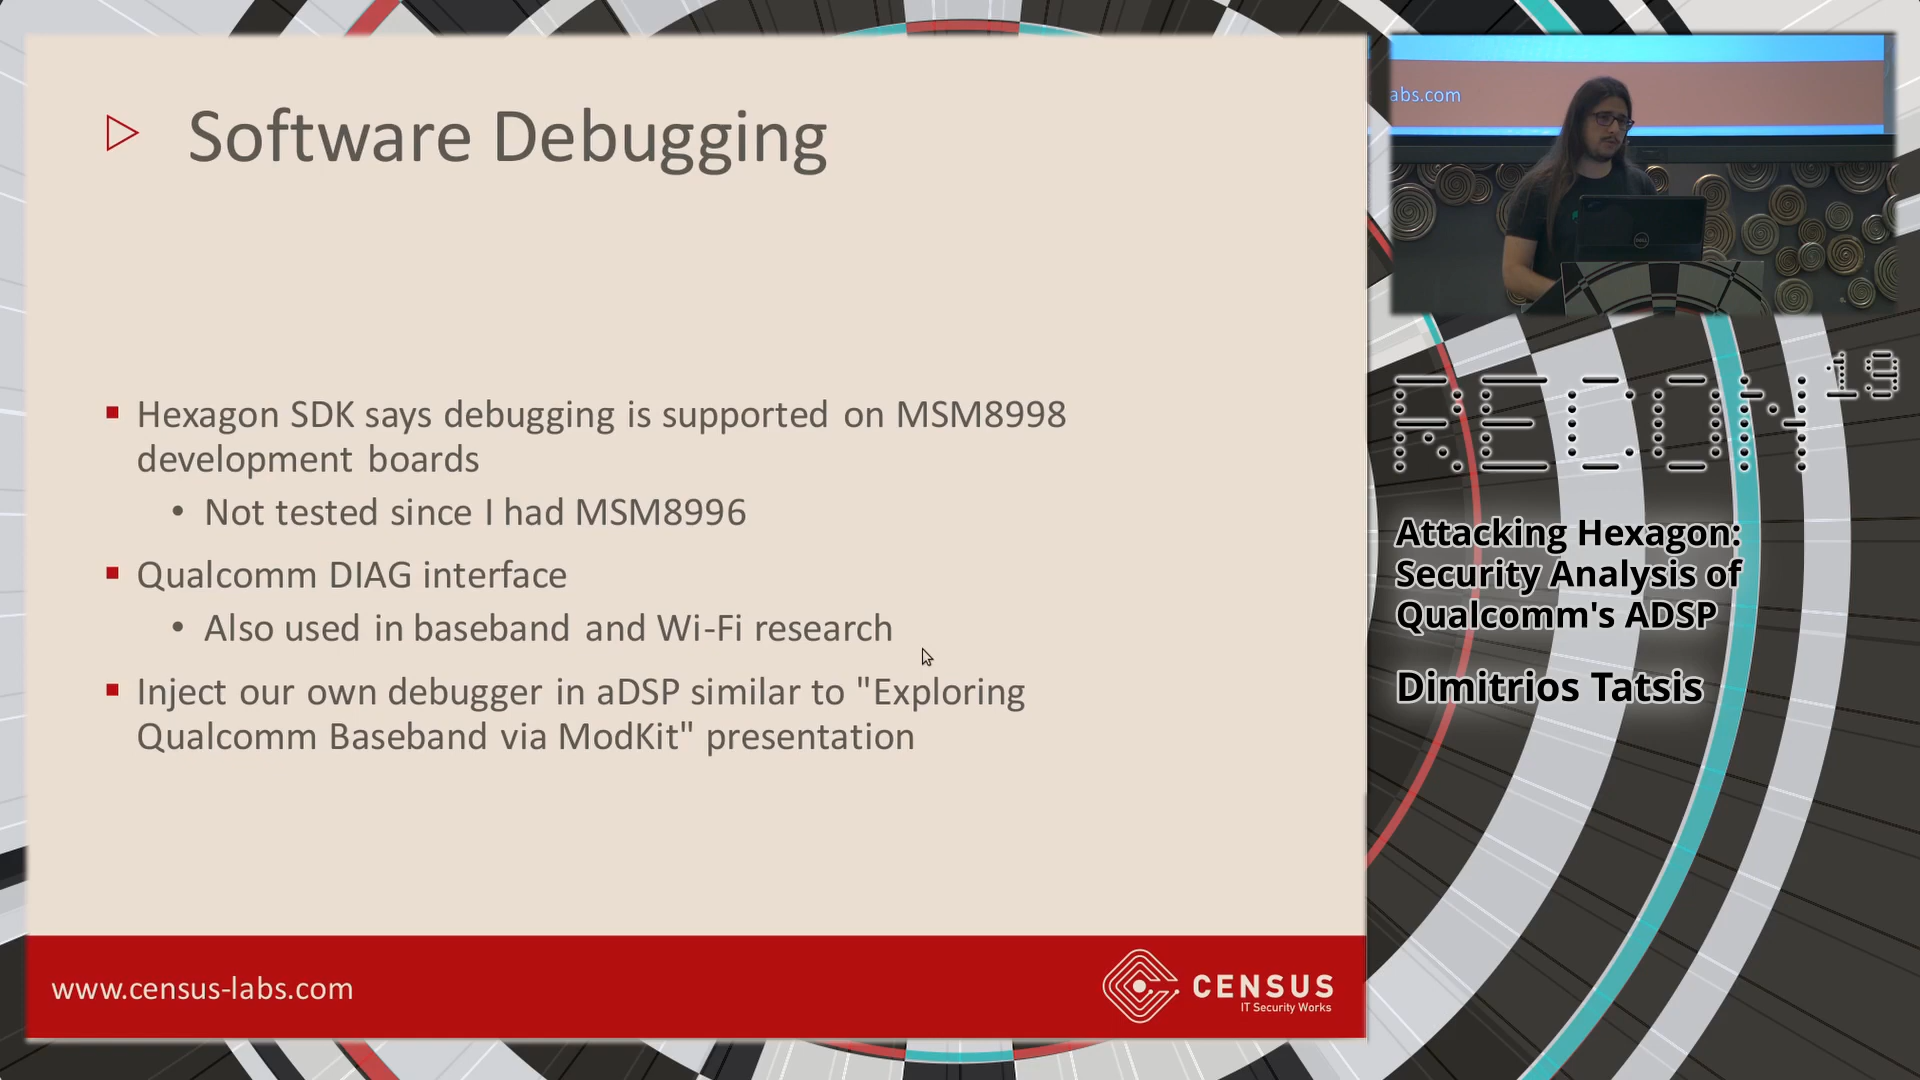 Software Debugging
▪ Hexagon SDK says debugging is supported on MSM8998
development boards
• Not tested since I had MSM8996
▪ Qualcomm DIAG interface
• Also used in baseband and Wi-Fi research
▪ Inject our own debugger in aDSP similar to "Exploring
Qualcomm Baseband via ModKit" presentation
www.census-labs.com
CENSUS
IT Security Works
abs.com
DELL
RECON19
Attacking Hexagon:
Security Analysis of
Qualcomm's ADSP
Dimitrios Tatsis